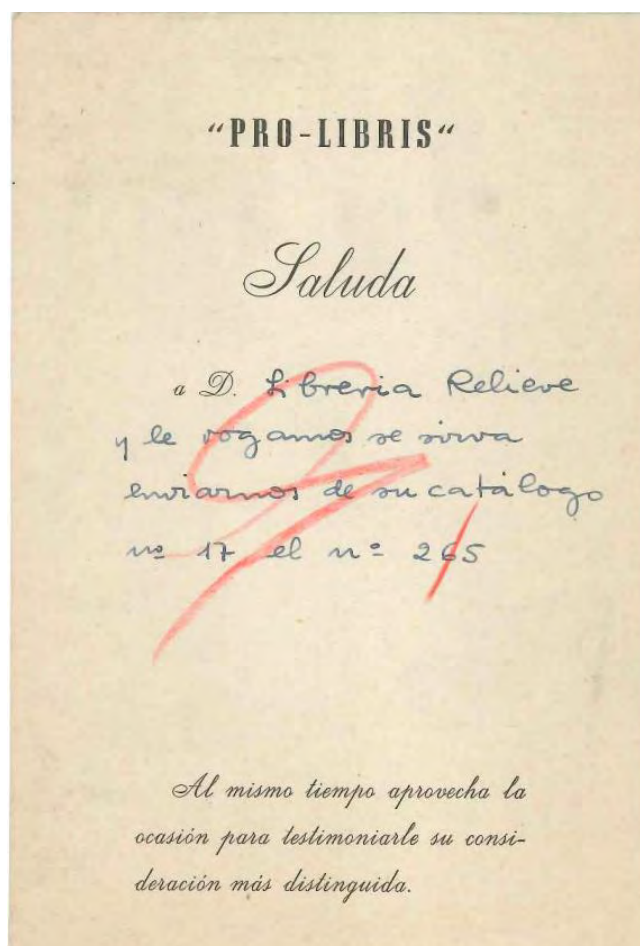 “PRO-LIBRIS“
Saluda
a D. Libreria Relieve
y le rogamos se sirva
enviarnos de su catálogo
nº 17 el nº 265
Al mismo tiempo aprovecha la
ocasión para testimoniarle su consi-
deración más distinguida.